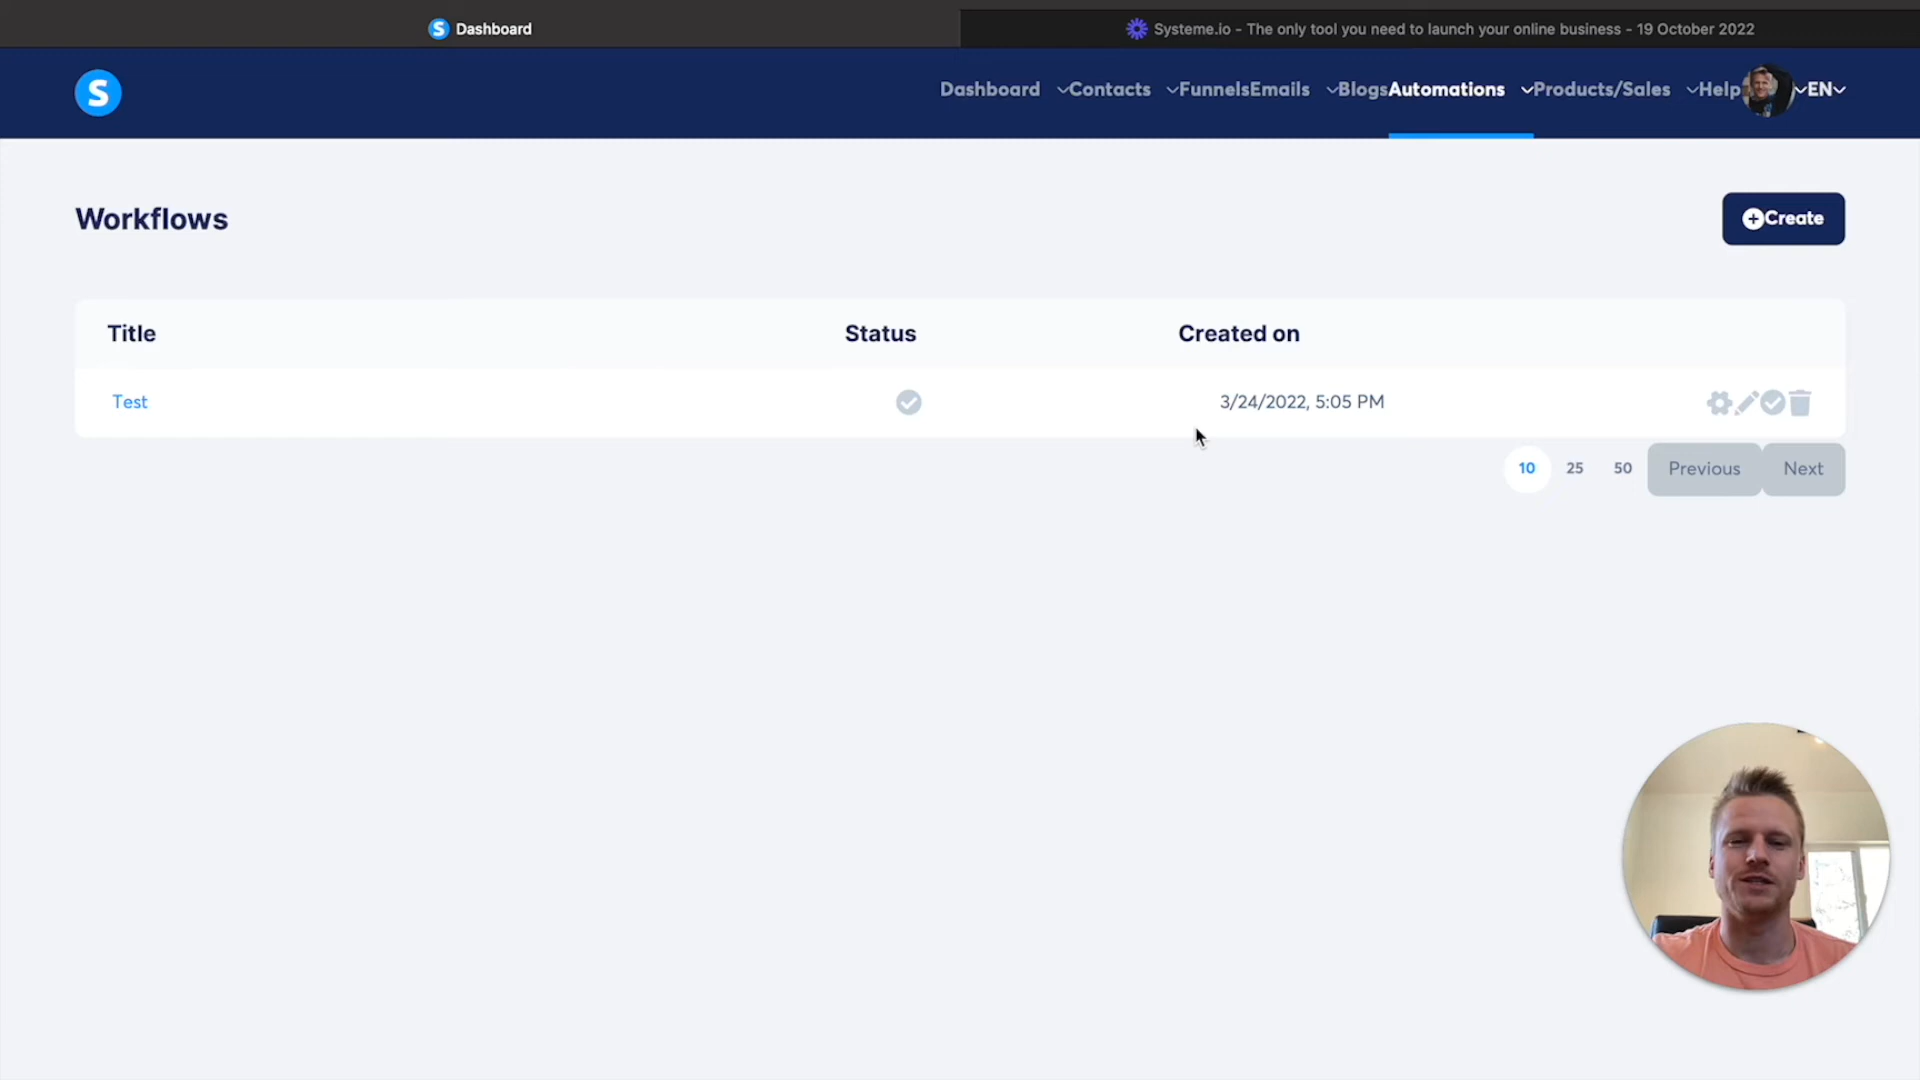 Dashboard
Systeme.io - The only tool you need to launch your online business - 19 October 2022
S
Dashboard Contacts Funnels Emails Blogs Automations Products/Sales Help EN
Workflows
Create
Title Status Created on
Test 3/24/2022, 5:05 PM
10 25 50 Previous Next